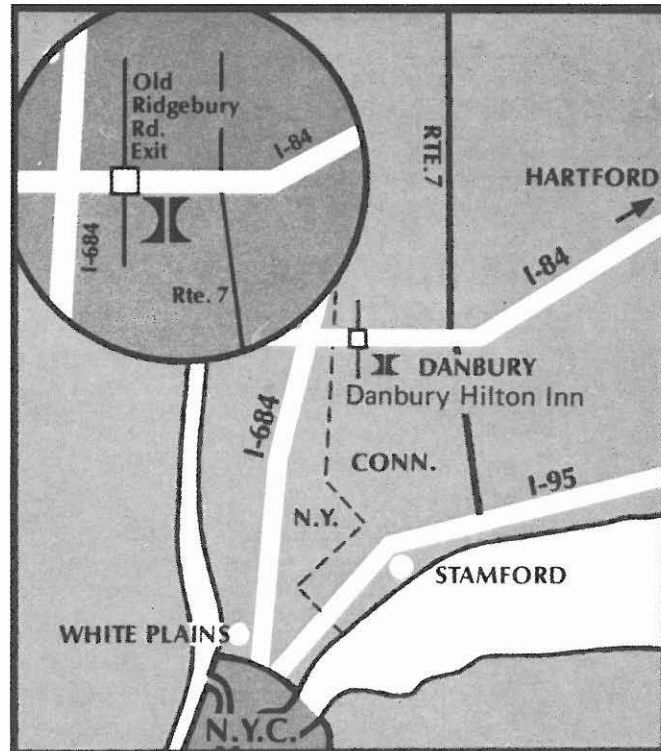 Old
Ridgebury
Rd.
Exit
I-84
I-684
Rte. 7
RTE.7
HARTFORD
I-84
DANBURY
Danbury Hilton Inn
I-684
CONN.
N.Y.
I-95
STAMFORD
WHITE PLAINS
N.Y.C.